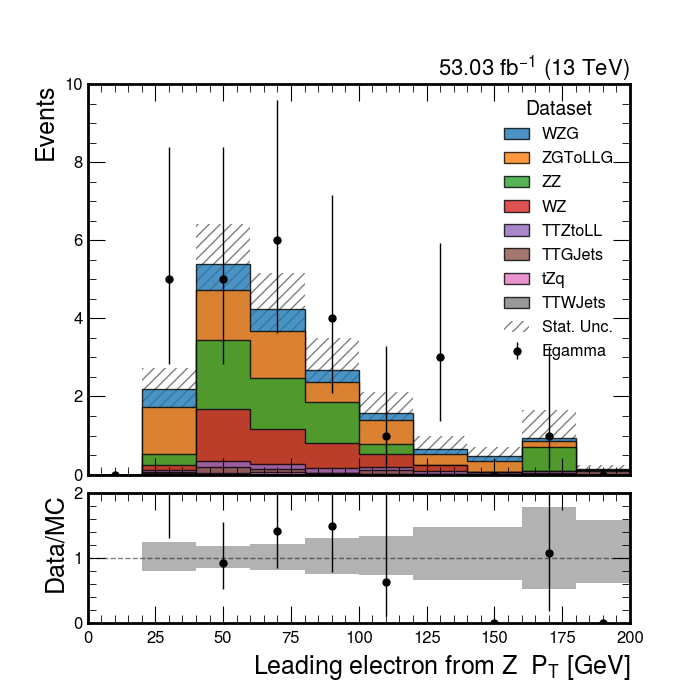 53.03 fb⁻¹ (13 TeV)
Events
10
8
6
4
2
0
Dataset
WZG
ZGToLLG
ZZ
WZ
TTZtoLL
TTGJets
tZq
TTWJets
Stat. Unc.
Egamma
Data/MC
2
1
0
0 25 50 75 100 125 150 175 200
Leading electron from Z P_T [GeV]